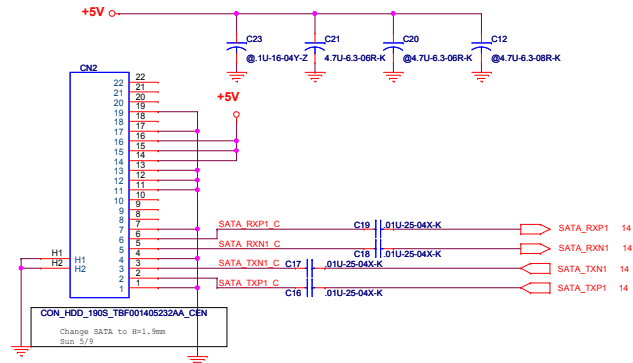 +5V
C23
C21
C20
C12
@.1U-16-04Y-Z
4.7U-6.3-06R-K
@4.7U-6.3-06R-K
@4.7U-6.3-08R-K
CN2
+5V
22 22
21 21
20 20
19 19
18 18
17 17
16 16
15 15
14 14
13 13
12 12
11 11
10 10
9 9
8 8
7 7
6 6 SATA_RXP1_C C19 .01U-25-04X-K SATA_RXP1 14
5 5 SATA_RXN1_C C18 .01U-25-04X-K SATA_RXN1 14
H1 H1 4 4
H2 H2 3 3 SATA_TXN1_C C17 .01U-25-04X-K SATA_TXN1 14
2 2 SATA_TXP1_C C16 .01U-25-04X-K SATA_TXP1 14
1 1
CON_HDD_190S_TBF001405232AA_CEN
Change SATA to H=1.9mm
Sun 5/9